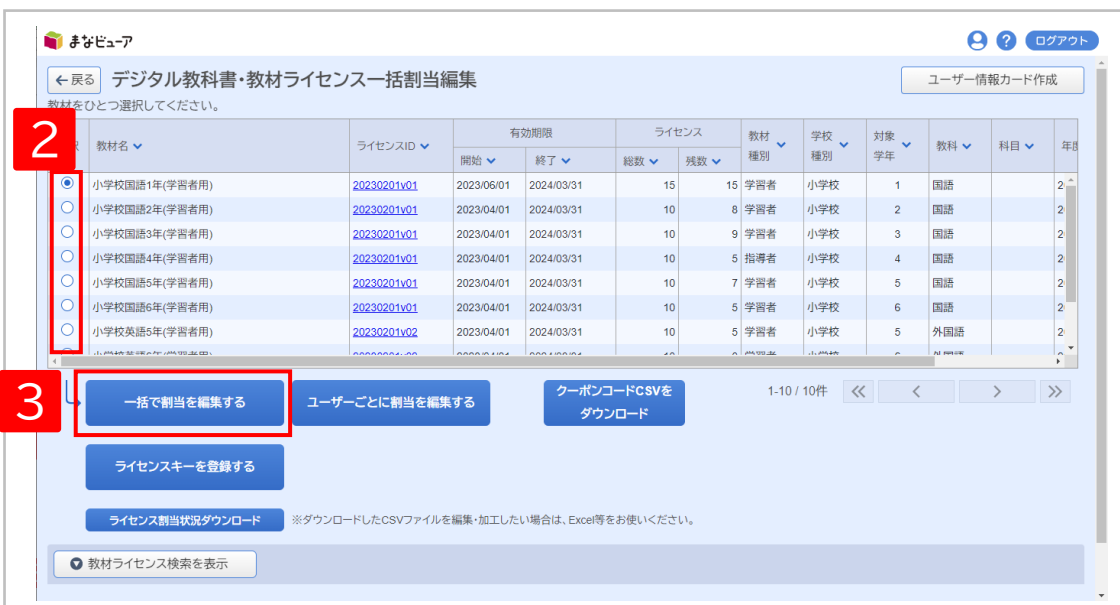 まなビューア
? ログアウト
←戻る デジタル教科書・教材ライセンス一括割当編集 ユーザー情報カード作成
教材をひとつ選択してください。
2
教材名 ライセンスID 有効期限 ライセンス 教材種別 学校種別 対象学年 教科 科目 年度
開始 終了 総数 残数
小学校国語1年(学習者用) 20230201v01 2023/06/01 2024/03/31 15 15 学習者 小学校 1 国語 2
小学校国語2年(学習者用) 20230201v01 2023/04/01 2024/03/31 10 8 学習者 小学校 2 国語 2
小学校国語3年(学習者用) 20230201v01 2023/04/01 2024/03/31 10 9 学習者 小学校 3 国語 2
小学校国語4年(学習者用) 20230201v01 2023/04/01 2024/03/31 10 5 指導者 小学校 4 国語 2
小学校国語5年(学習者用) 20230201v01 2023/04/01 2024/03/31 10 7 学習者 小学校 5 国語 2
小学校国語6年(学習者用) 20230201v01 2023/04/01 2024/03/31 10 5 学習者 小学校 6 国語 2
小学校英語5年(学習者用) 20230201v02 2023/04/01 2024/03/31 10 5 学習者 小学校 5 外国語 2
3
一括で割当を編集する ユーザーごとに割当を編集する クーポンコードCSVを
ダウンロード
1-10 / 10件 << < > >>
ライセンスキーを登録する
ライセンス割当状況ダウンロード ※ダウンロードしたCSVファイルを編集・加工したい場合は、Excel等をお使いください。
教材ライセンス検索を表示